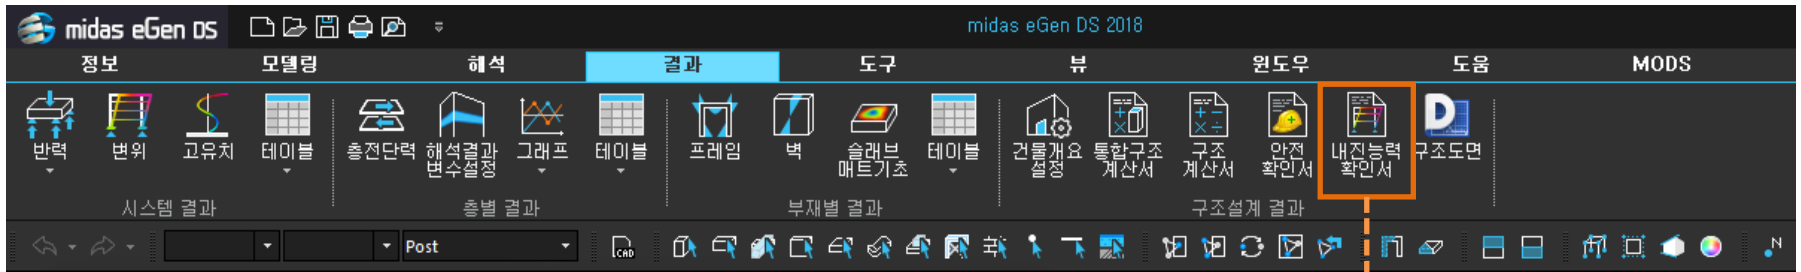 midas eGen DS
midas eGen DS 2018
정보 모델링 해석 결과 도구 뷰 윈도우 도움 MODS
반력 변위 고유치 테이블 층전단력 해석결과 변수설정 그래프 테이블 프레임 벽 슬래브 매트기초 테이블 건물개요 설정 통합구조 계산서 구조 계산서 안전 확인서 내진능력 확인서 구조도면
시스템 결과 층별 결과 부재별 결과 구조설계 결과
Post CAD N